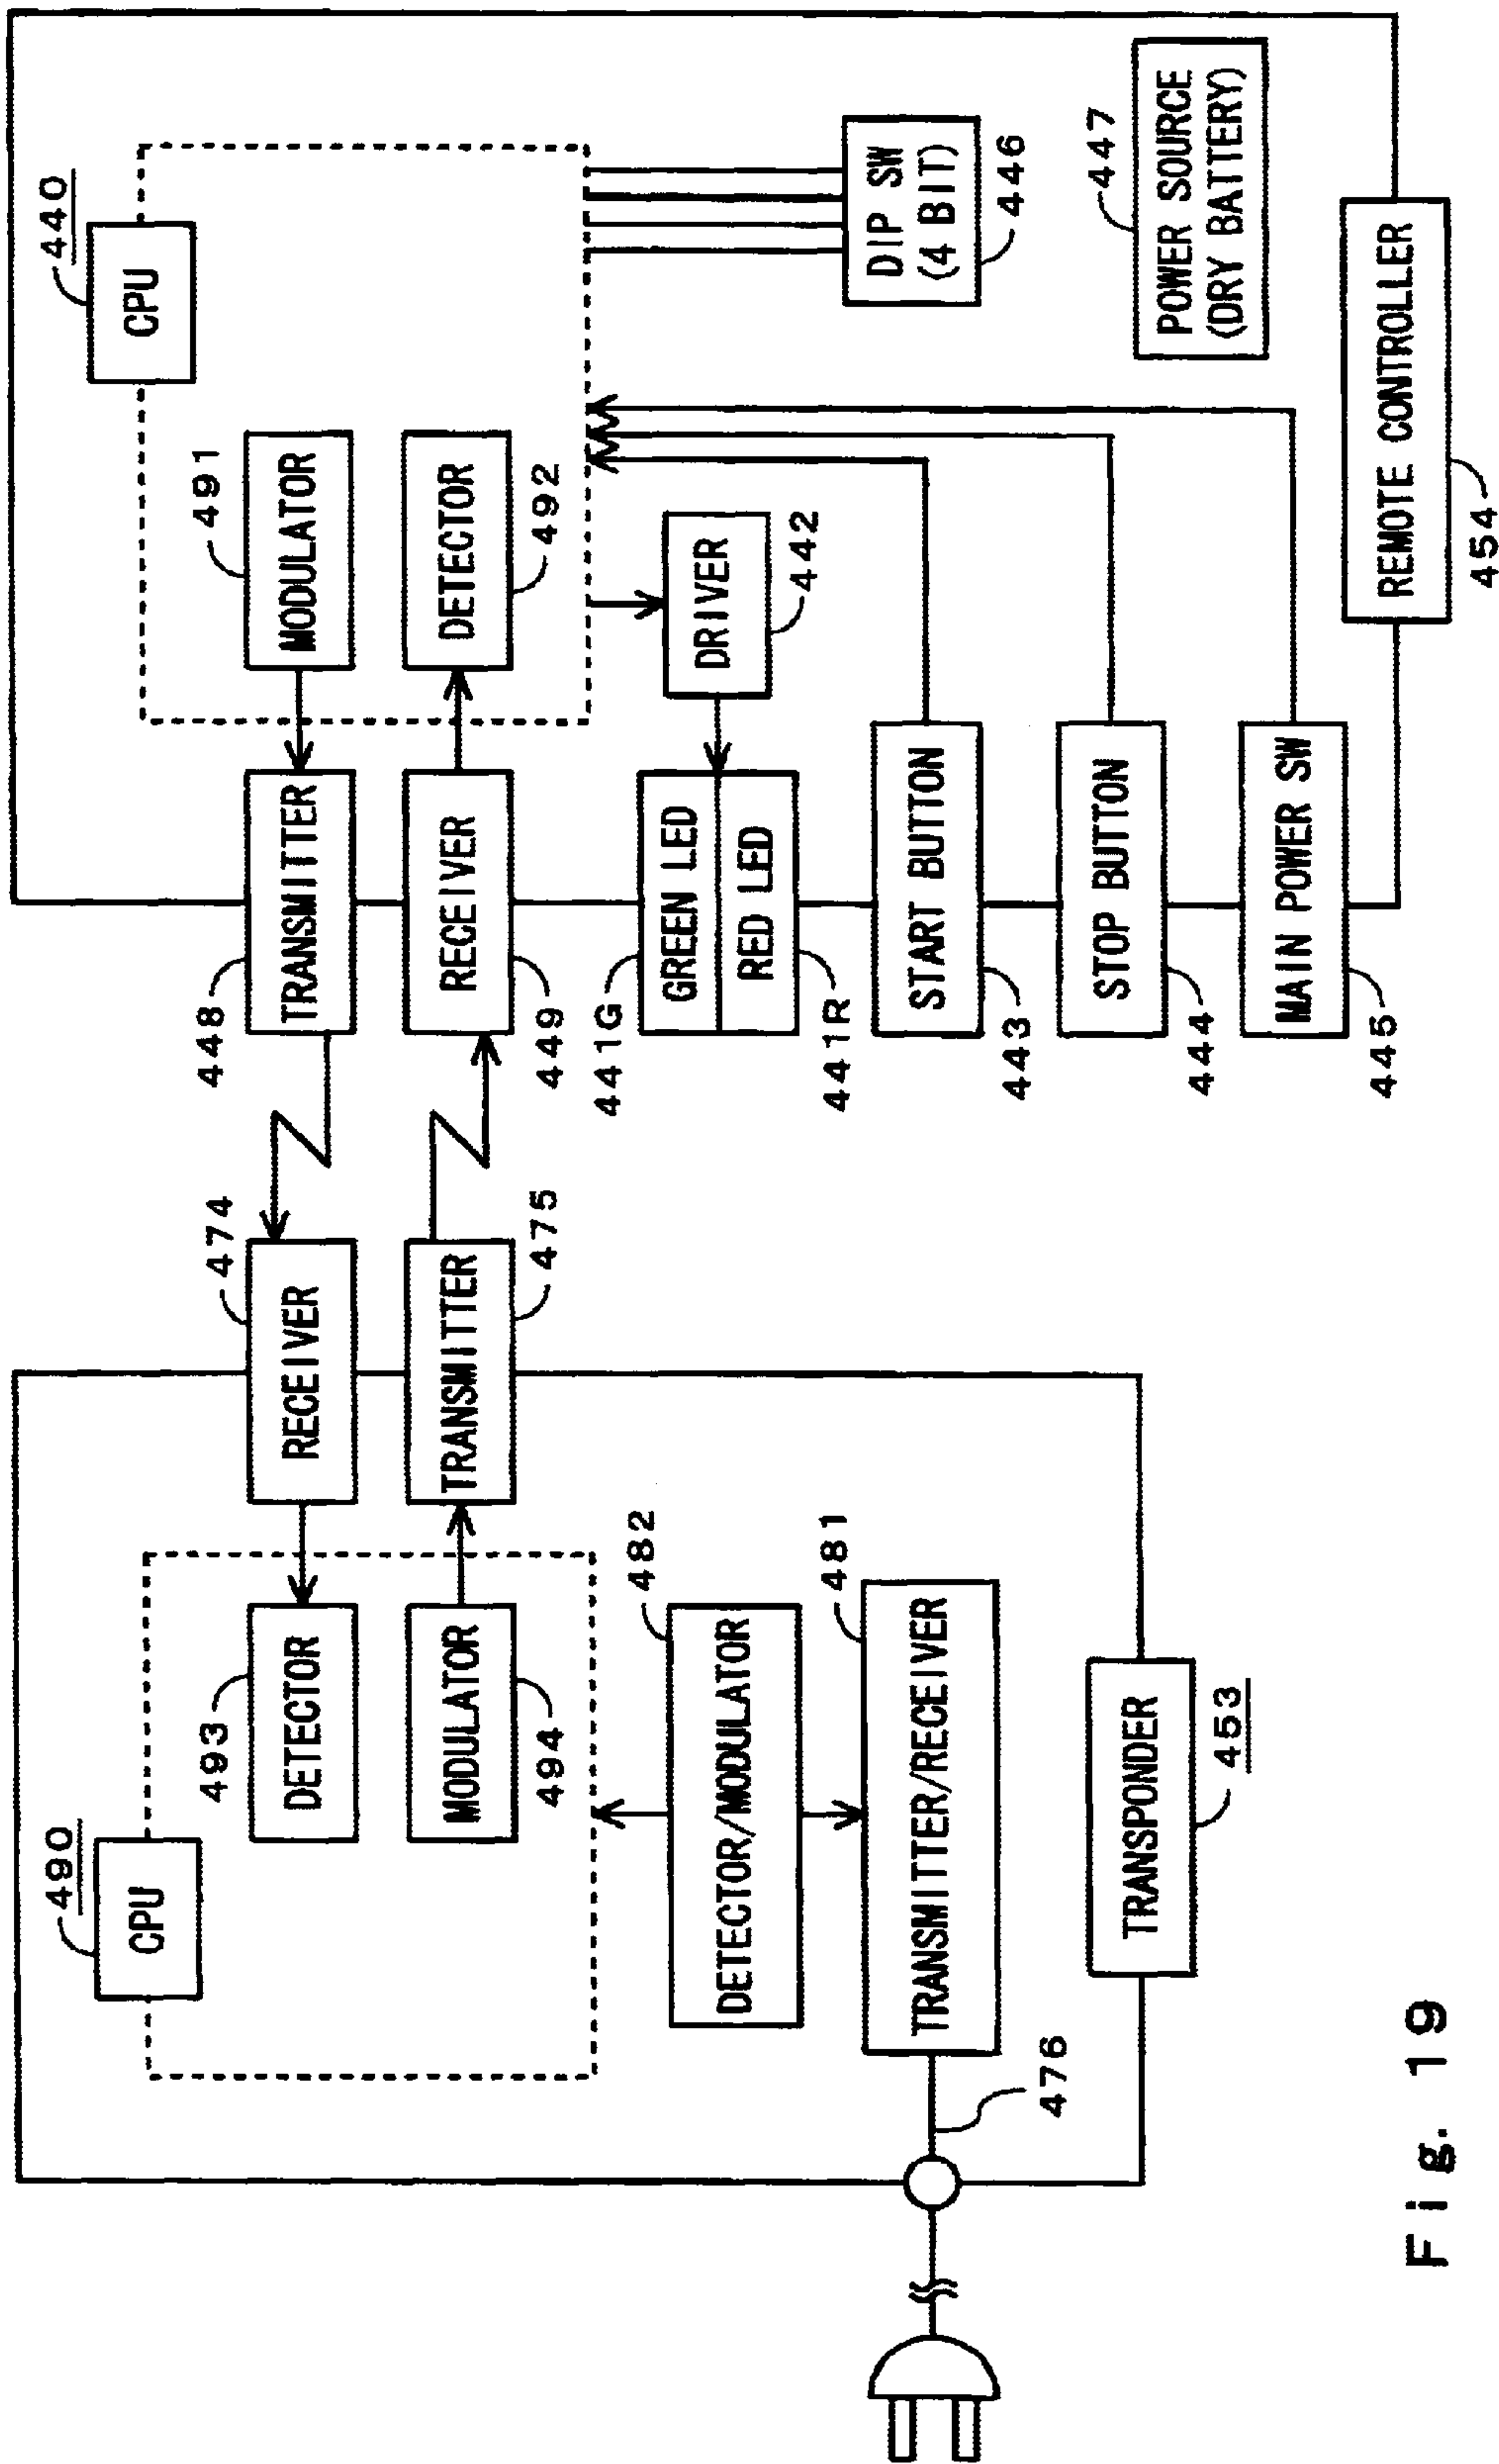 490
CPU
493
DETECTOR
MODULATOR
494
482
DETECTOR/MODULATOR
481
TRANSMITTER/RECEIVER
476
TRANSPONDER
453
474
RECEIVER
TRANSMITTER
475
440
CPU
491
MODULATOR
DETECTOR
492
448
TRANSMITTER
RECEIVER
449
DRIVER
442
441G
GREEN LED
RED LED
441R
START BUTTON
443
STOP BUTTON
444
MAIN POWER SW
445
DIP SW
(4 BIT)
446
447
POWER SOURCE
(DRY BATTERY)
REMOTE CONTROLLER
454
Fig. 19